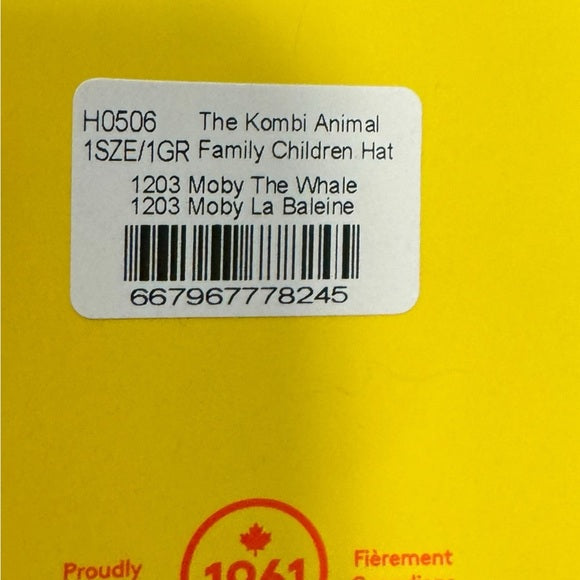 H0506 The Kombi Animal
1SZE/1GR Family Children Hat
1203 Moby The Whale
1203 Moby La Baleine
667967778245
Proudly
1961
Fièrement